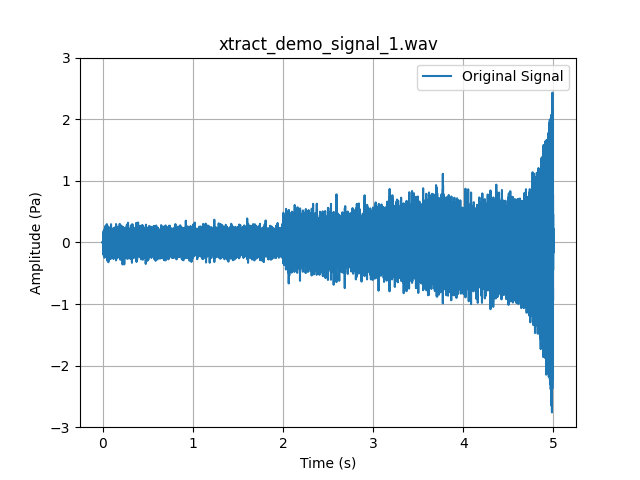 xtract_demo_signal_1.wav
Original Signal
3
2
1
0
−1
−2
−3
Amplitude (Pa)
0 1 2 3 4 5
Time (s)